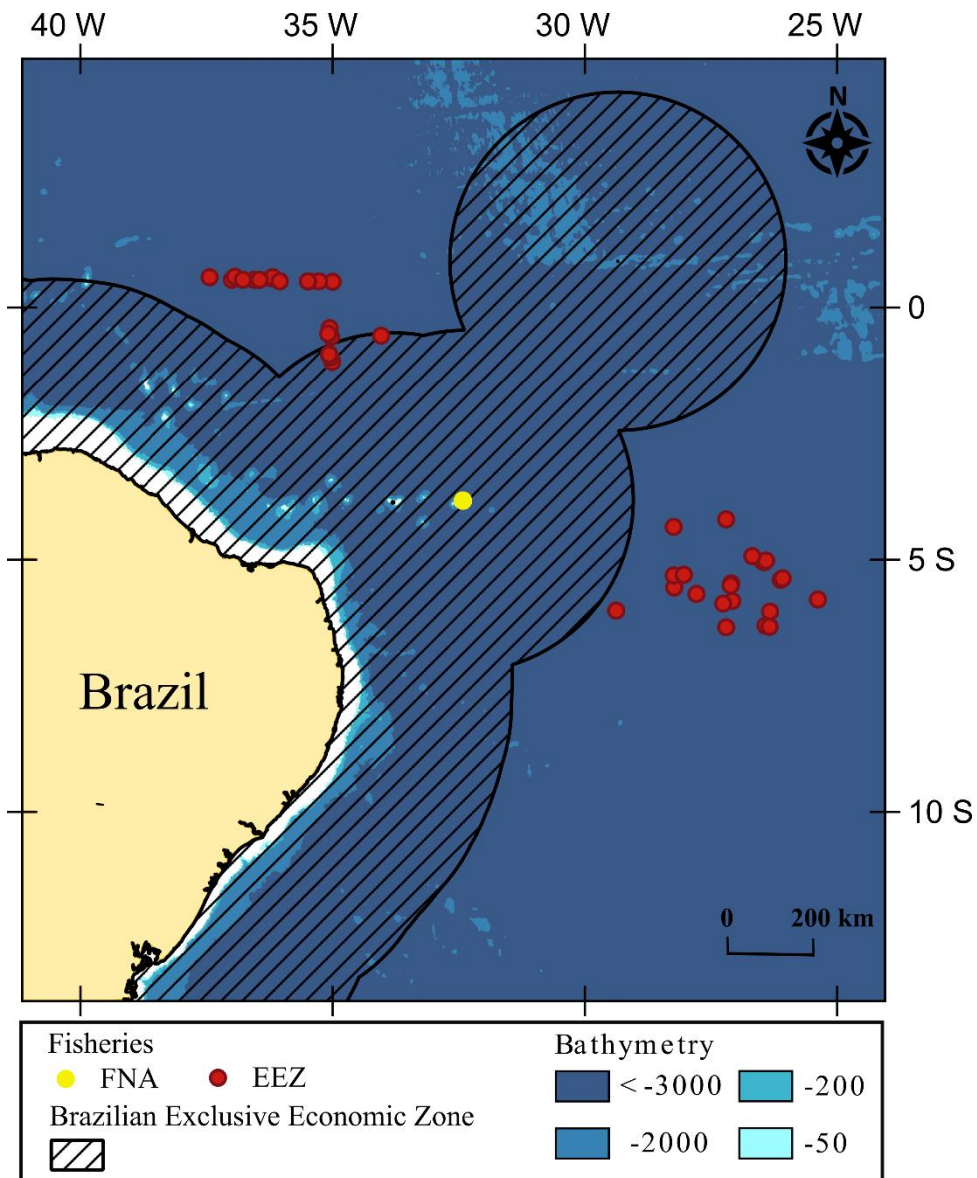 40 W 35 W 30 W 25 W
N
0
5 S
Brazil
10 S
0 200 km
Fisheries
FNA EEZ
Brazilian Exclusive Economic Zone
Bathymetry
< -3000 -200
-2000 -50